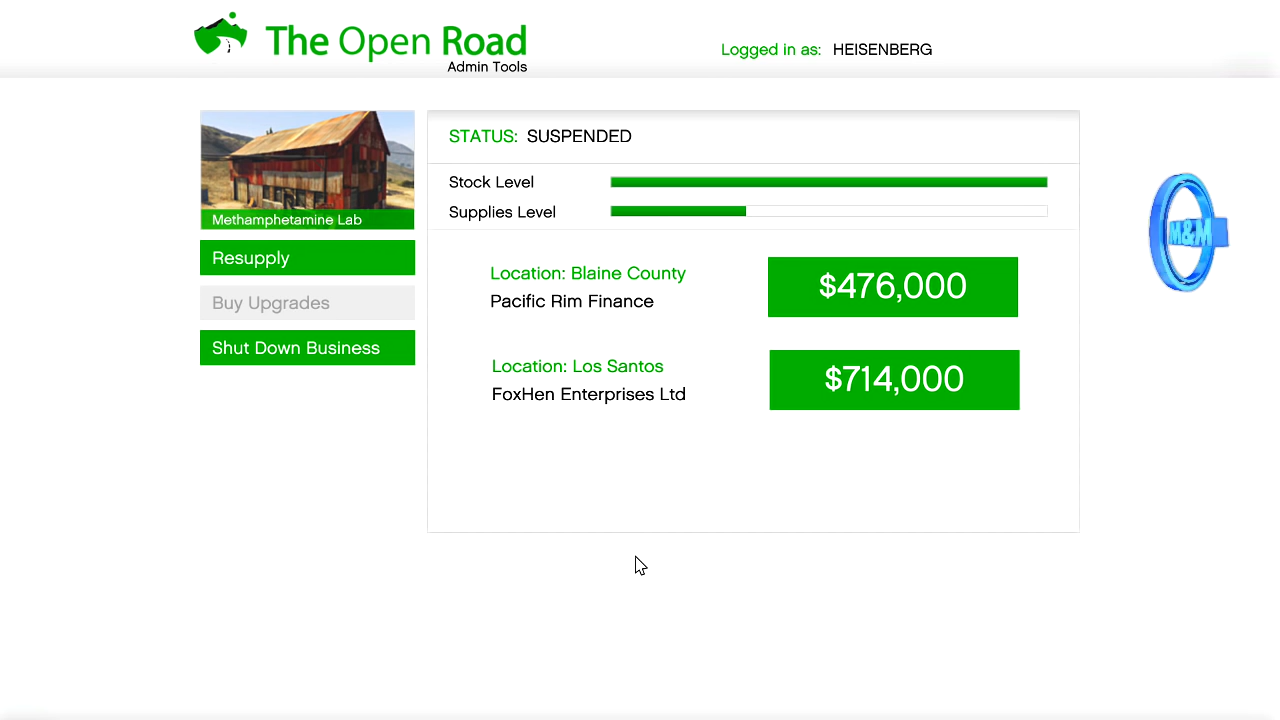 The Open Road
Admin Tools
Logged in as: HEISENBERG
Methamphetamine Lab
Resupply
Buy Upgrades
Shut Down Business
STATUS: SUSPENDED
Stock Level
Supplies Level
Location: Blaine County
Pacific Rim Finance
$476,000
Location: Los Santos
FoxHen Enterprises Ltd
$714,000
M&M